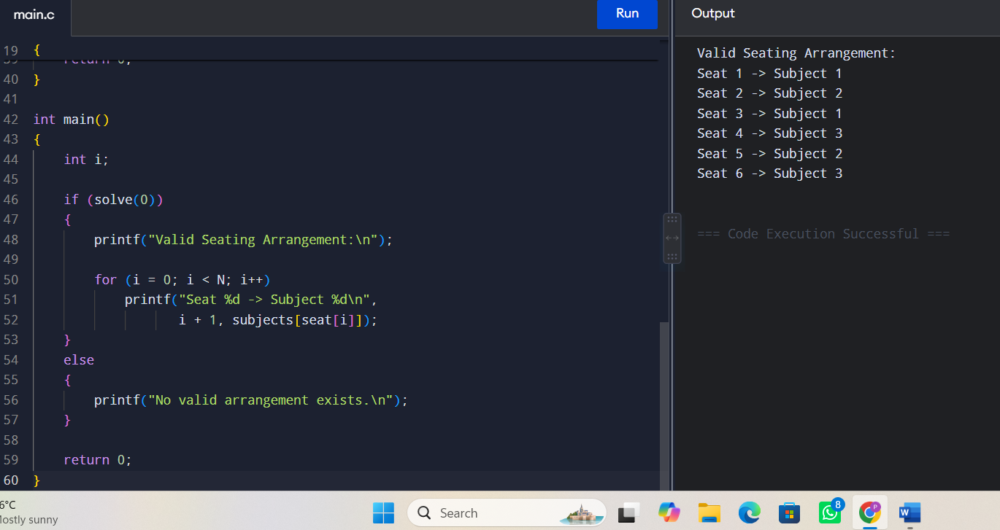 main.c
Run
19 {
40 }
41
42 int main()
43 {
44     int i;
45
46     if (solve(0))
47     {
48         printf("Valid Seating Arrangement:\n");
49
50         for (i = 0; i < N; i++)
51             printf("Seat %d -> Subject %d\n",
52                    i + 1, subjects[seat[i]]);
53     }
54     else
55     {
56         printf("No valid arrangement exists.\n");
57     }
58
59     return 0;
60 }
Output
Valid Seating Arrangement:
Seat 1 -> Subject 1
Seat 2 -> Subject 2
Seat 3 -> Subject 1
Seat 4 -> Subject 3
Seat 5 -> Subject 2
Seat 6 -> Subject 3
=== Code Execution Successful ===
6°C
sunny
Search
8
P
W